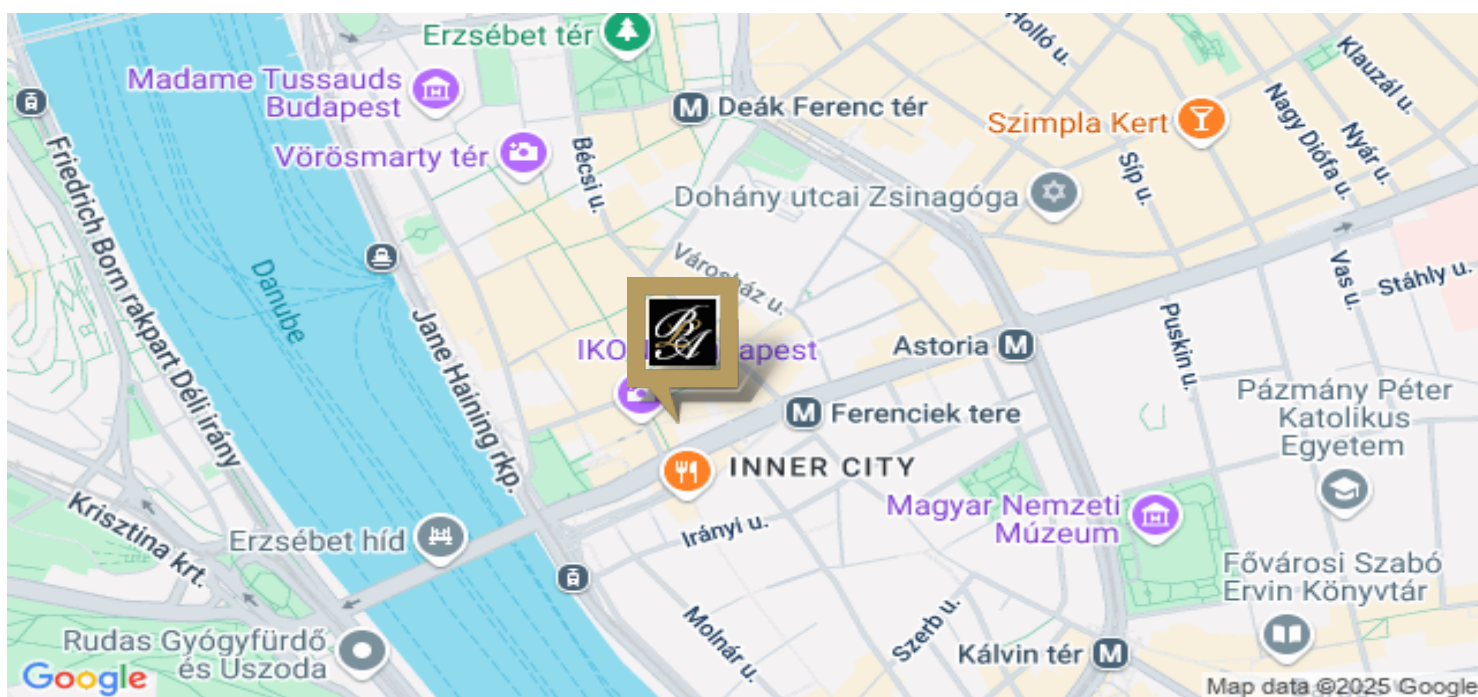 Erzsébet tér
Holló u.
Klauzál u.
Madame Tussauds
Budapest
Deák Ferenc tér
Szimpla Kert
Nagy Diófa u.
Nyár u.
Vörösmarty tér
Bécsi u.
Síp u.
Dohány utcai Zsinagóga
Friedrich Born rakpart Déli irány
Danube
Városház u.
Vas u.
Stáhly u.
Jane Haining rkp.
Puskin u.
BA
Astoria
M
Pázmány Péter
Katolikus
Egyetem
M
Ferenciek tere
INNER CITY
Krisztina krt.
Erzsébet híd
Irányi u.
Magyar Nemzeti
Múzeum
Fővárosi Szabó
Ervin Könyvtár
Rudas Gyógyfürdő
és Uszoda
Molnár u.
Szerb u.
Kálvin tér
M
Google
Map data ©2025 Google